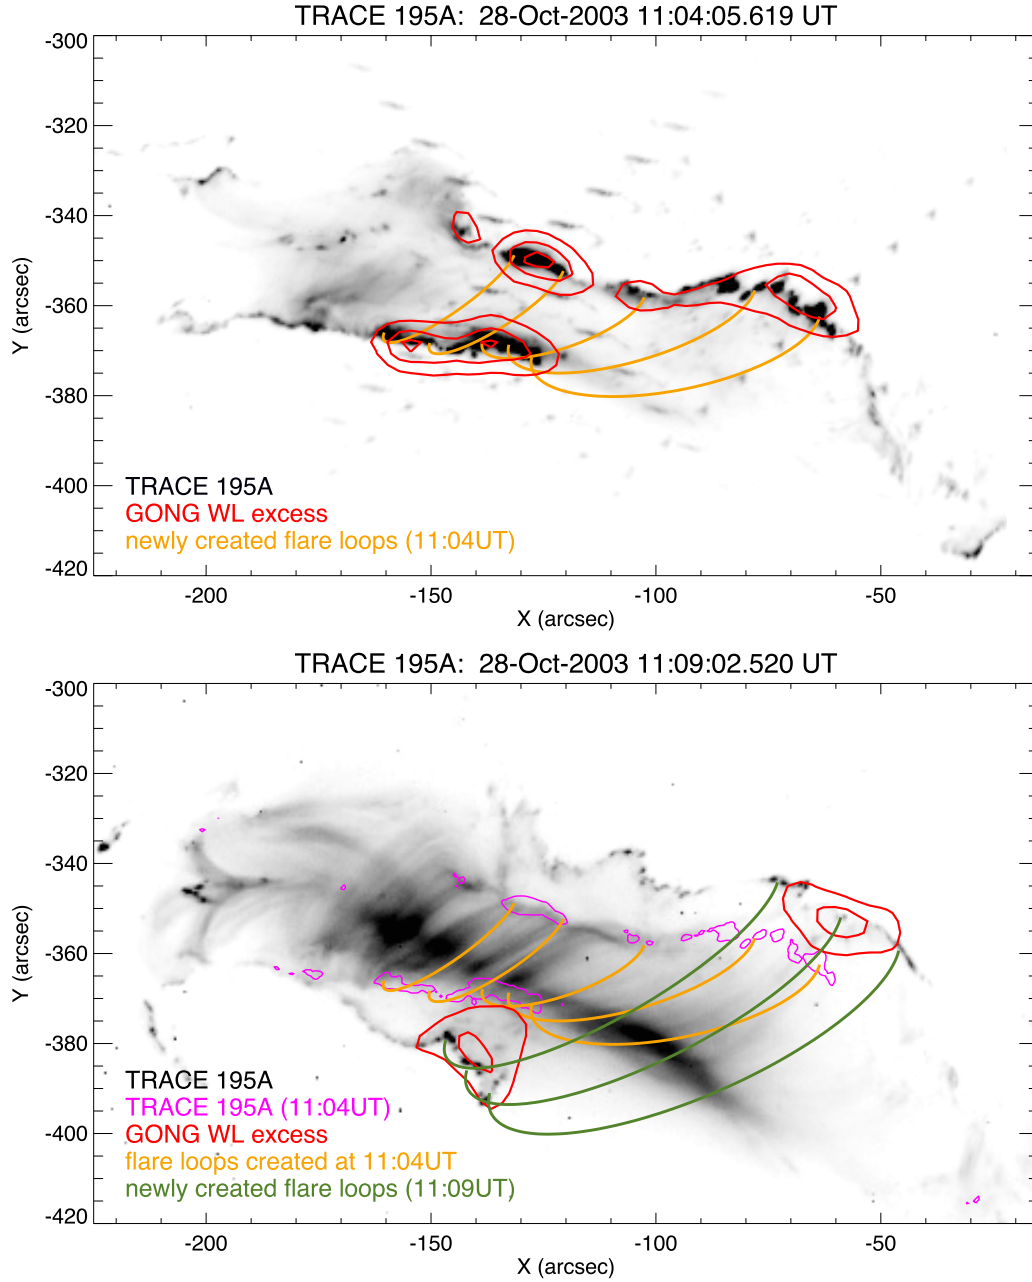 TRACE 195A:  28-Oct-2003 11:04:05.619 UT
-300
-320
-340
-360
-380
-400
-420
Y (arcsec)
TRACE 195A
GONG WL excess
newly created flare loops (11:04UT)
-200 -150 -100 -50
X (arcsec)
TRACE 195A:  28-Oct-2003 11:09:02.520 UT
-300
-320
-340
-360
-380
-400
-420
Y (arcsec)
TRACE 195A
TRACE 195A (11:04UT)
GONG WL excess
flare loops created at 11:04UT
newly created flare loops (11:09UT)
-200 -150 -100 -50
X (arcsec)